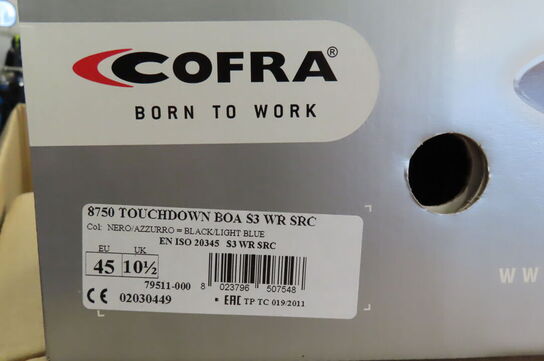 COFRA®
BORN TO WORK
8750 TOUCHDOWN BOA S3 WR SRC
Col: NERO/AZZURRO = BLACK/LIGHT BLUE
EN ISO 20345 S3 WR SRC
EU UK
45 10½
79511-000 8 023796 507548
CE 02030449 * EAC TP TC 019/2011
WW